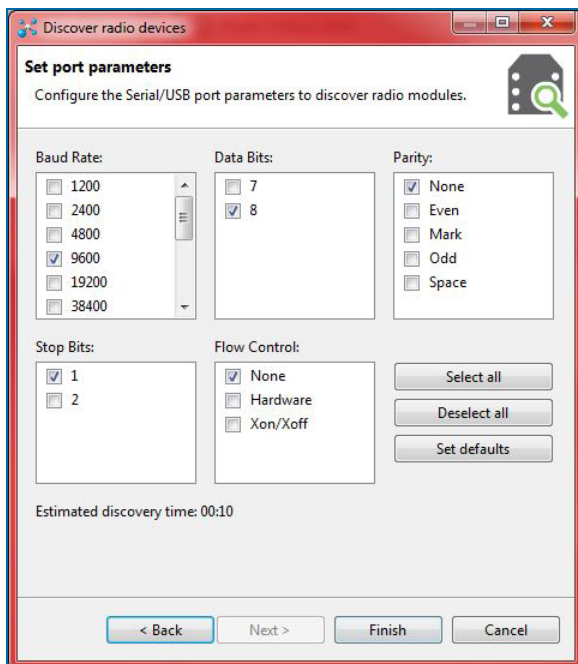 Discover radio devices
Set port parameters
Configure the Serial/USB port parameters to discover radio modules.
Baud Rate:
1200
2400
4800
9600
19200
38400
Data Bits:
7
8
Parity:
None
Even
Mark
Odd
Space
Stop Bits:
1
2
Flow Control:
None
Hardware
Xon/Xoff
Select all
Deselect all
Set defaults
Estimated discovery time: 00:10
< Back
Next >
Finish
Cancel